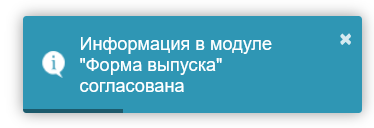 Информация в модуле
"Форма выпуска"
согласована